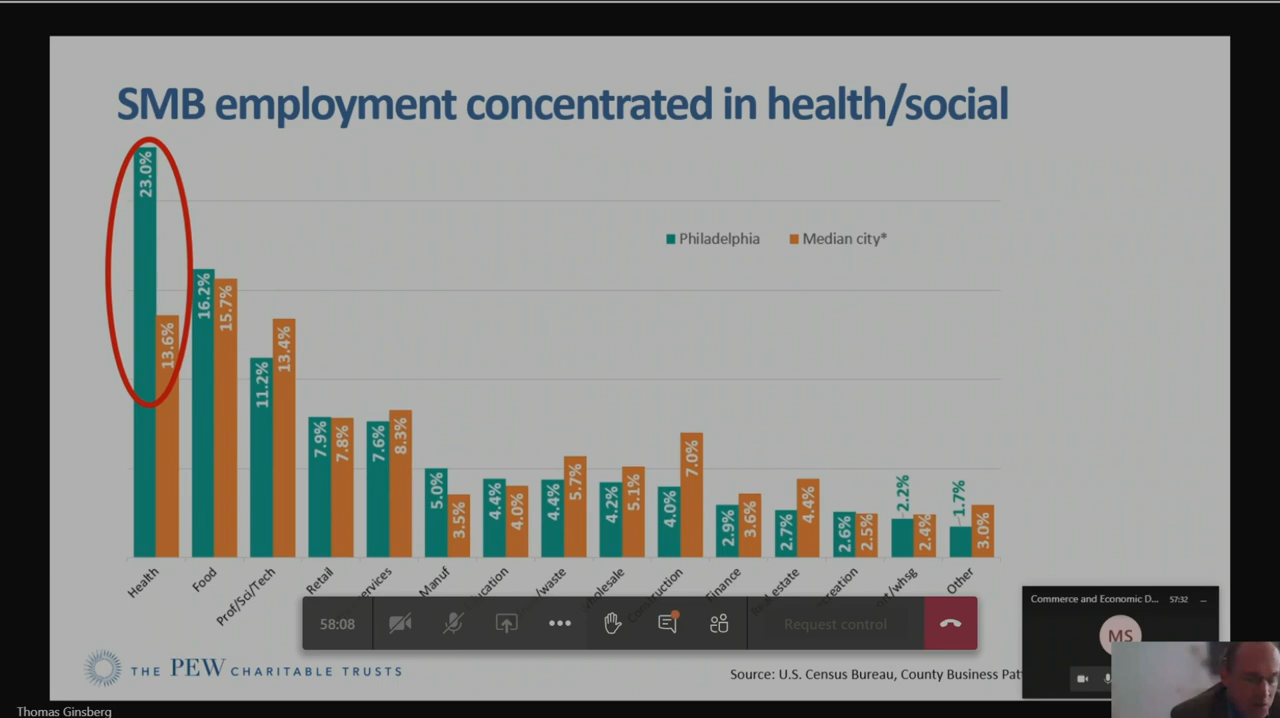 SMB employment concentrated in health/social
Philadelphia
Median city*
23.0%
13.6%
16.2%
15.7%
11.2%
13.4%
7.9%
7.8%
7.6%
8.3%
5.0%
3.5%
4.4%
4.0%
4.4%
5.7%
4.2%
5.1%
4.0%
7.0%
2.9%
3.6%
2.7%
4.4%
2.6%
2.5%
2.2%
2.4%
1.7%
3.0%
Health
Food
Prof/Sci/Tech
Retail
Manuf
Other
58:08
Request control
Commerce and Economic D... 57:32
MS
THE PEW CHARITABLE TRUSTS
Source: U.S. Census Bureau, County Business
Thomas Ginsberg